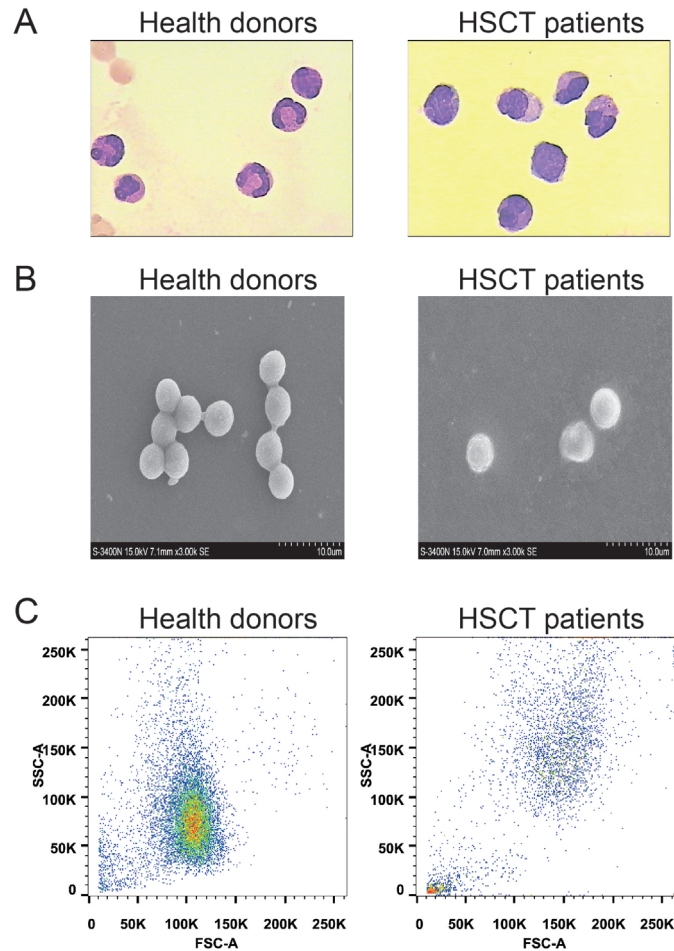 A
Health donors HSCT patients
B
Health donors HSCT patients
S-3400N 15.0kV 7.1mm x3.00k SE 10.0um
S-3400N 15.0kV 7.0mm x3.00k SE 10.0um
C
Health donors HSCT patients
250K
200K
150K
100K
50K
0
SSC-A
0 50K 100K 150K 200K 250K
FSC-A
250K
200K
150K
100K
50K
0
SSC-A
0 50K 100K 150K 200K 250K
FSC-A